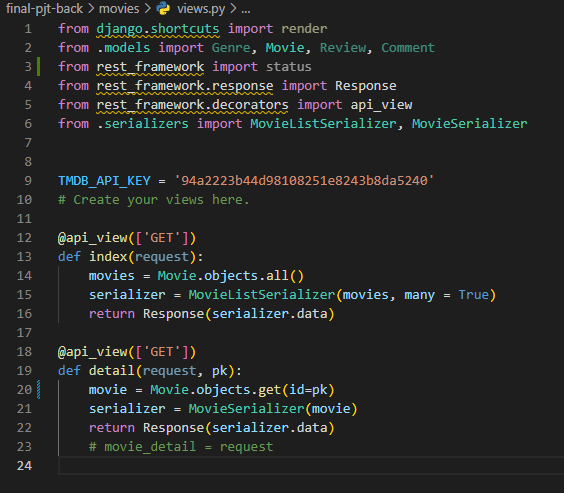 final-pjt-back > movies > views.py > ...
1 from django.shortcuts import render
2 from .models import Genre, Movie, Review, Comment
3 from rest_framework import status
4 from rest_framework.response import Response
5 from rest_framework.decorators import api_view
6 from .serializers import MovieListSerializer, MovieSerializer
7
8
9 TMDB_API_KEY = '94a2223b44d98108251e8243b8da5240'
10 # Create your views here.
11
12 @api_view(['GET'])
13 def index(request):
14     movies = Movie.objects.all()
15     serializer = MovieListSerializer(movies, many = True)
16     return Response(serializer.data)
17
18 @api_view(['GET'])
19 def detail(request, pk):
20     movie = Movie.objects.get(id=pk)
21     serializer = MovieSerializer(movie)
22     return Response(serializer.data)
23     # movie_detail = request
24